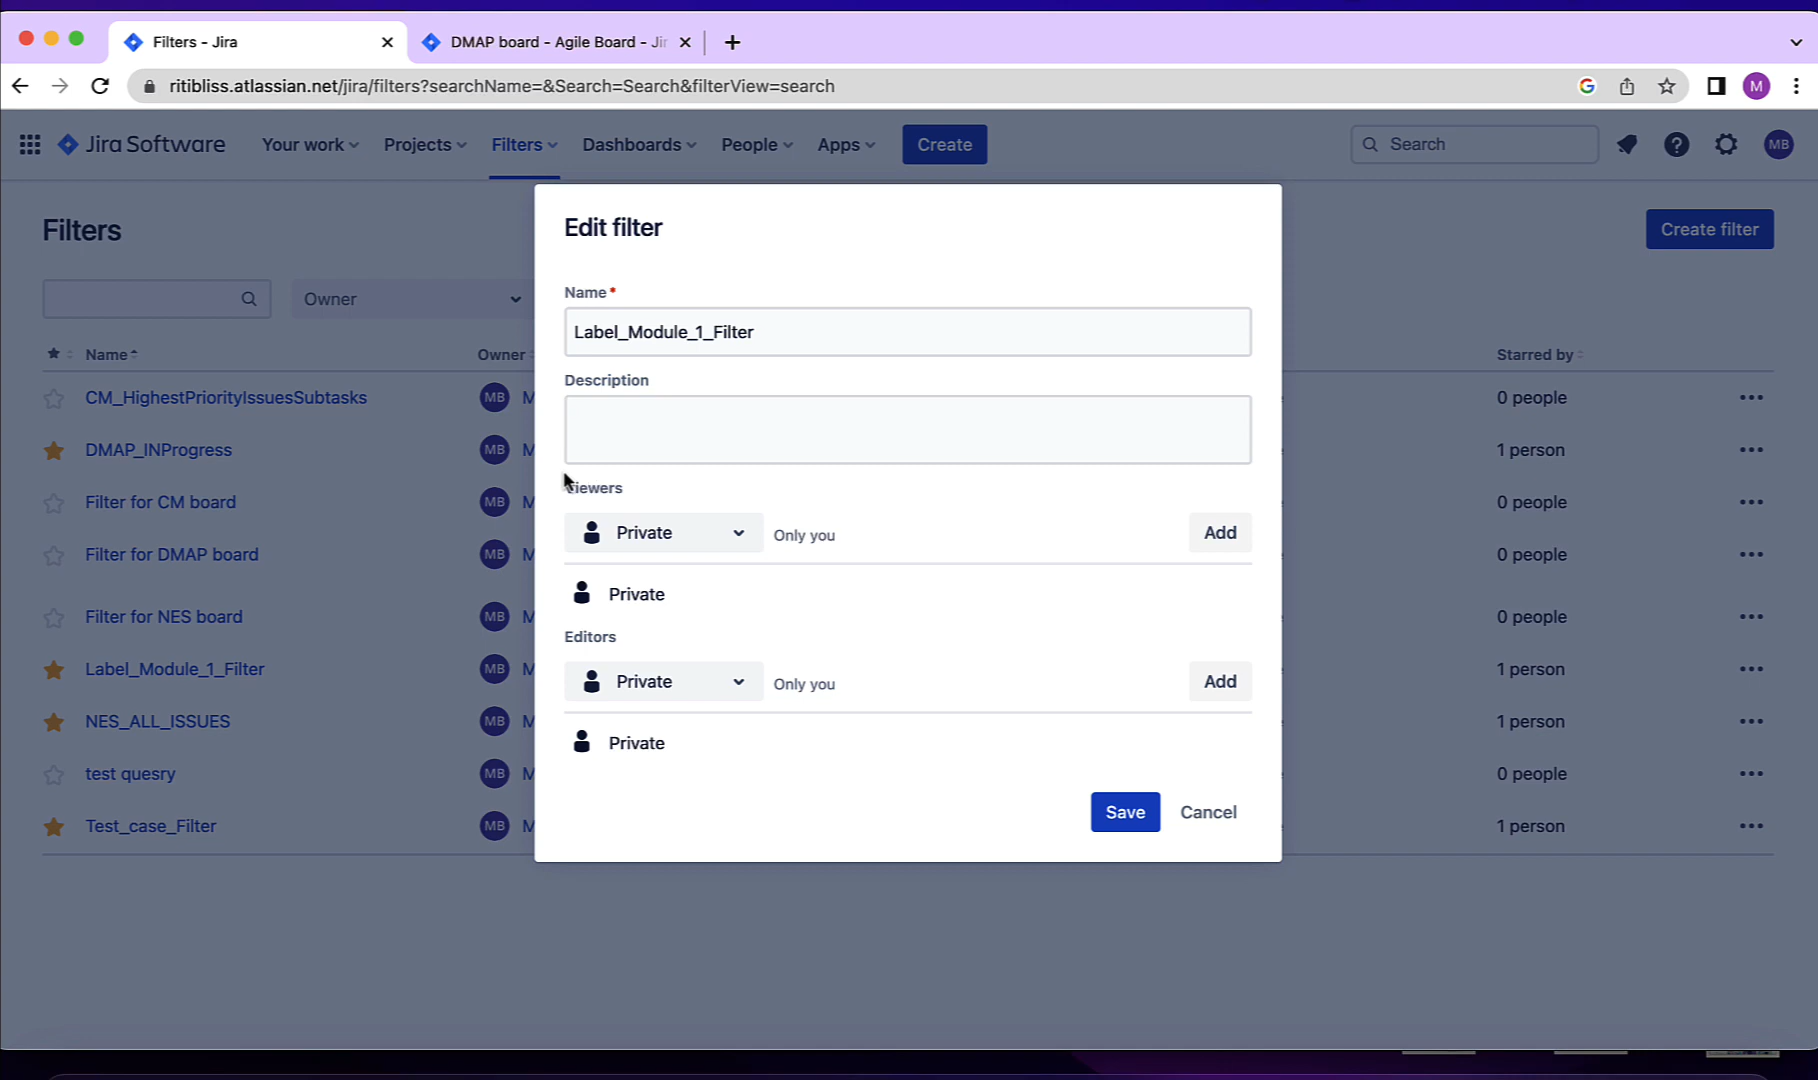 Filters - Jira
DMAP board - Agile Board - Jir
ritibliss.atlassian.net/jira/filters?searchName=&Search=Search&filterView=search
G
M
Jira Software
Your work
Projects
Filters
Dashboards
People
Apps
Create
Search
?
MB
Filters
Create filter
Owner
Name
Owner
Starred by
CM_HighestPriorityIssuesSubtasks MB M 0 people
DMAP_INProgress MB M 1 person
Filter for CM board MB M 0 people
Filter for DMAP board MB M 0 people
Filter for NES board MB M 0 people
Label_Module_1_Filter MB M 1 person
NES_ALL_ISSUES MB M 1 person
test quesry MB M 0 people
Test_case_Filter MB M 1 person
Edit filter
Name *
Label_Module_1_Filter
Description
Viewers
Private Only you Add
Private
Editors
Private Only you Add
Private
Save Cancel